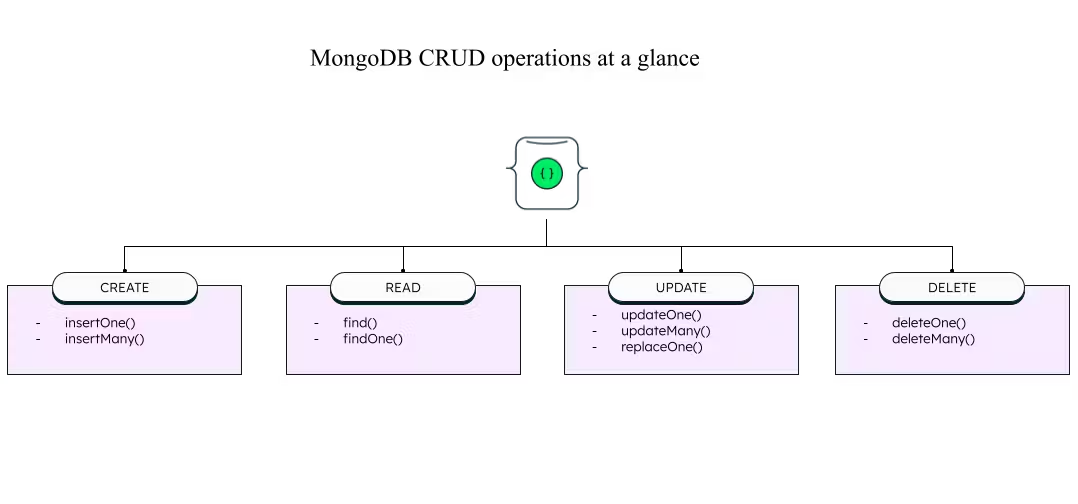 MongoDB CRUD operations at a glance
{ }
CREATE
- insertOne()
- insertMany()
READ
- find()
- findOne()
UPDATE
- updateOne()
- updateMany()
- replaceOne()
DELETE
- deleteOne()
- deleteMany()